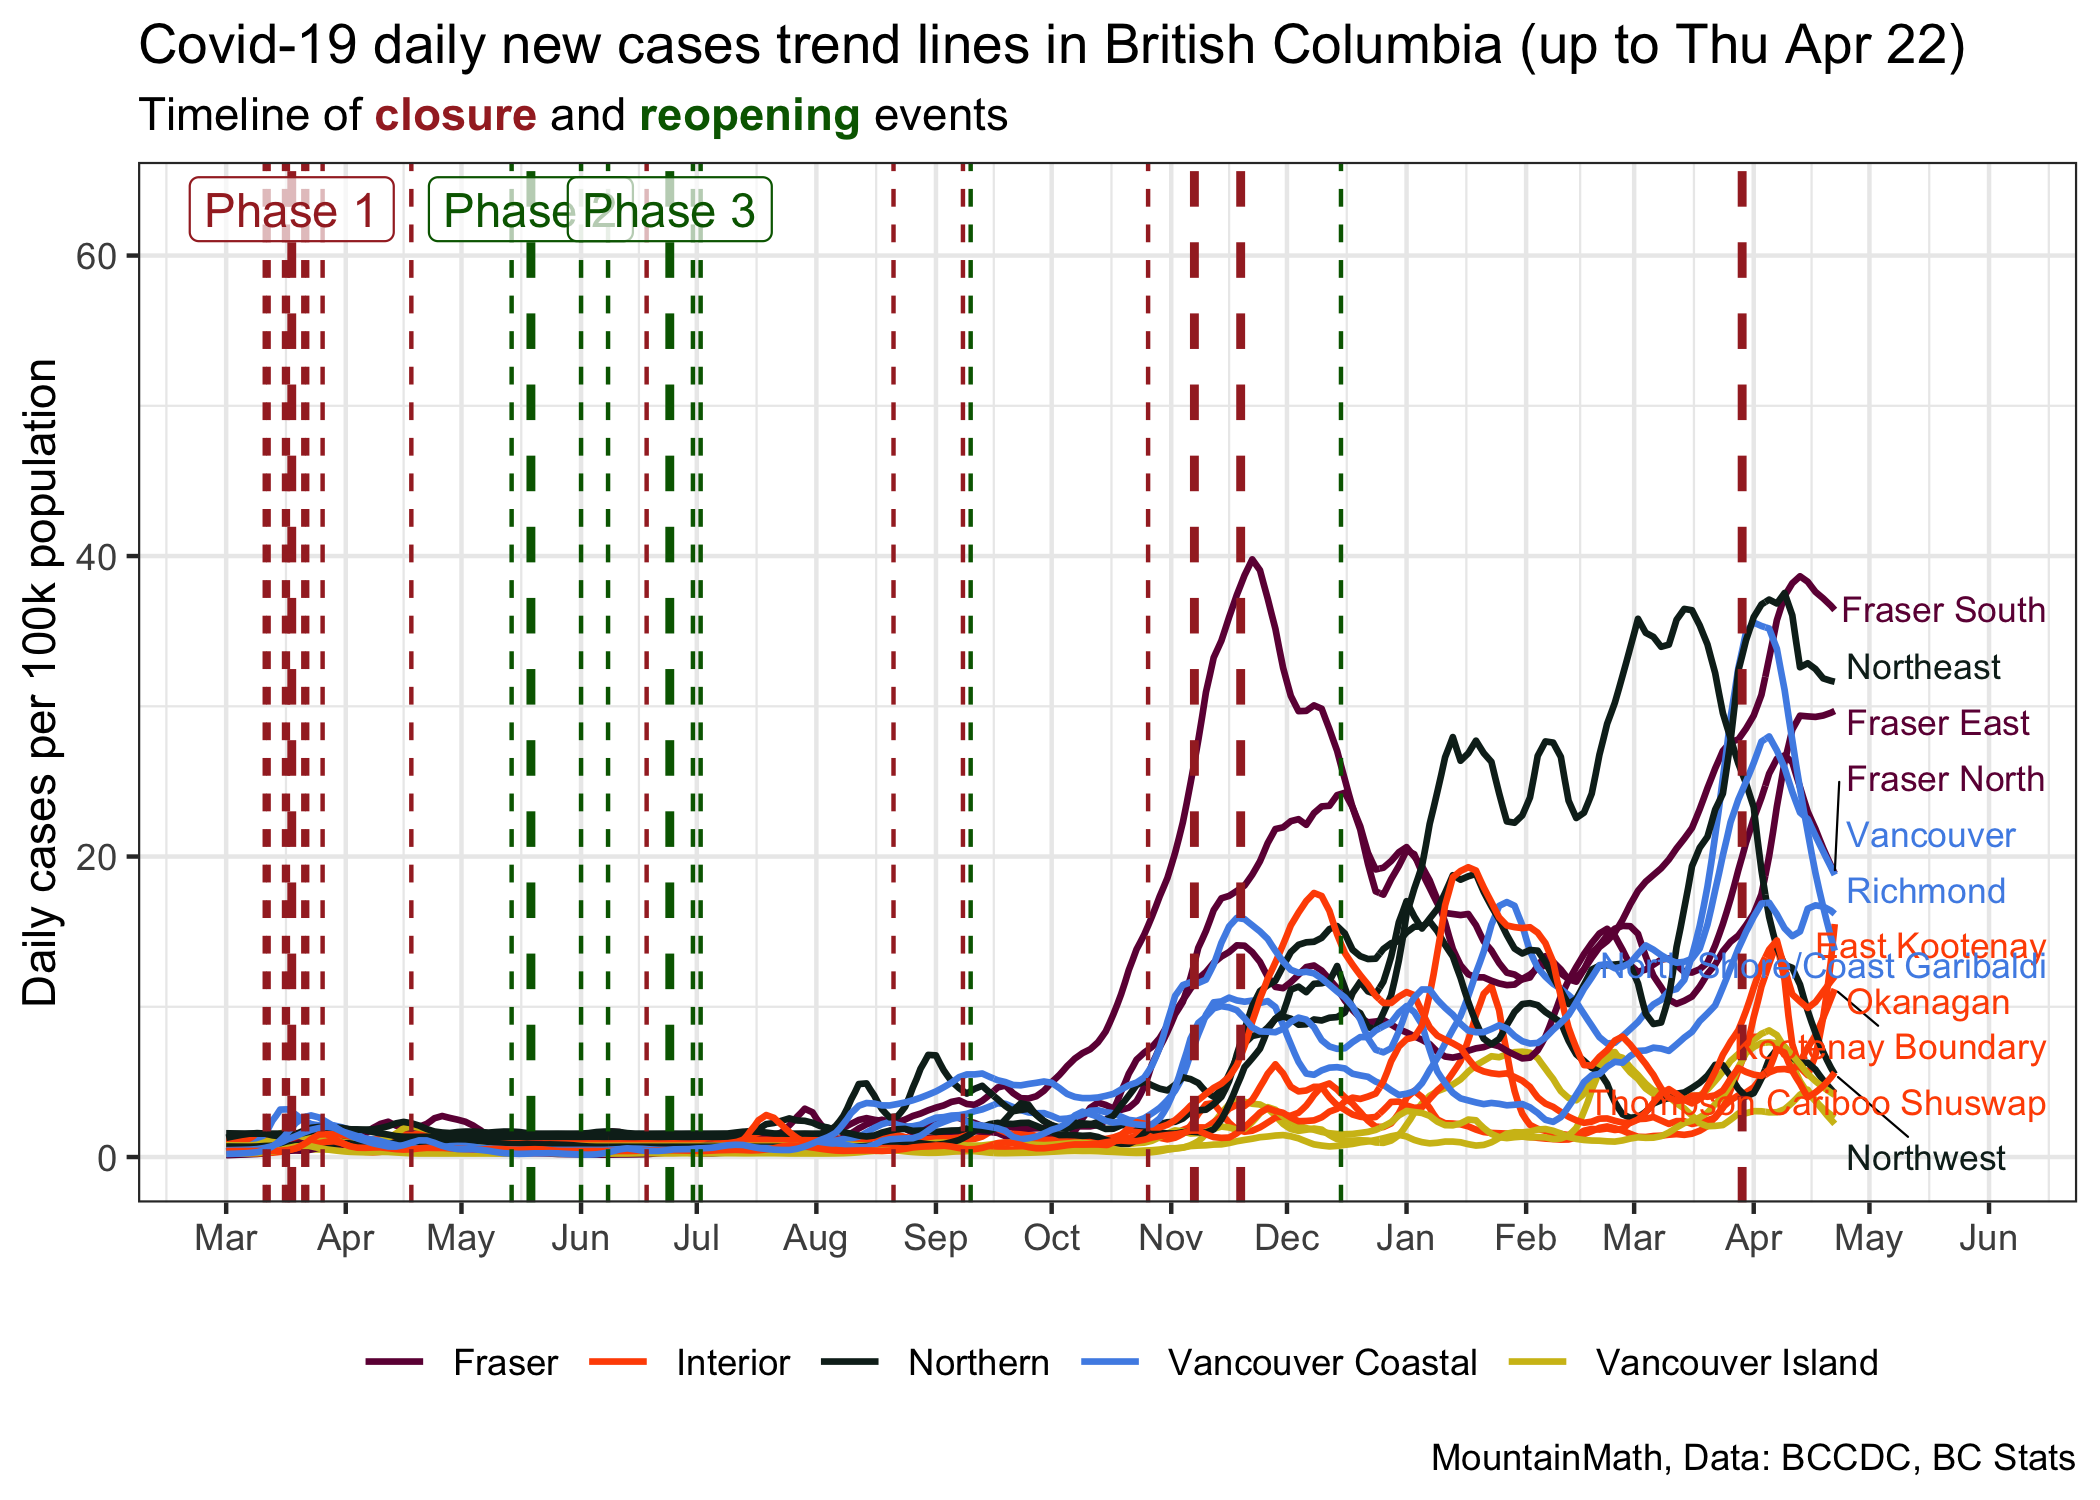 Covid-19 daily new cases trend lines in British Columbia (up to Thu Apr 22)
Timeline of closure and reopening events
Phase 1
Phase 2
Phase 3
Daily cases per 100k population
60
40
20
0
Fraser South
Northeast
Fraser East
Fraser North
Vancouver
Richmond
East Kootenay
North Shore/Coast Garibaldi
Okanagan
Kootenay Boundary
Thompson Cariboo Shuswap
Northwest
Mar Apr May Jun Jul Aug Sep Oct Nov Dec Jan Feb Mar Apr May Jun
Fraser Interior Northern Vancouver Coastal Vancouver Island
MountainMath, Data: BCCDC, BC Stats